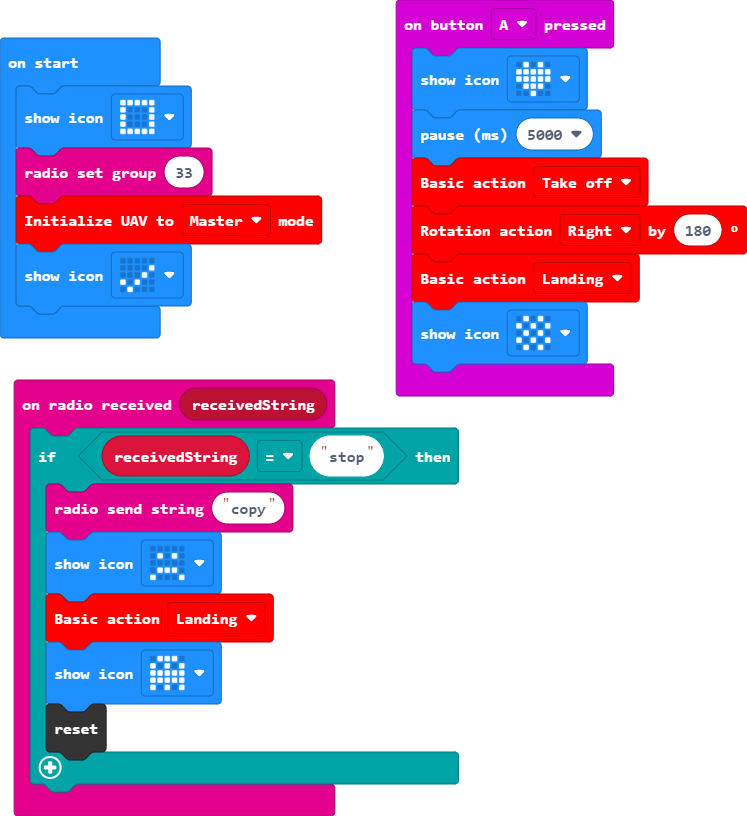 on start
show icon
radio set group 33
Initialize UAV to Master mode
show icon
on button A pressed
show icon
pause (ms) 5000
Basic action Take off
Rotation action Right by 180 °
Basic action Landing
show icon
on radio received receivedString
if receivedString = "stop" then
radio send string "copy"
show icon
Basic action Landing
show icon
reset